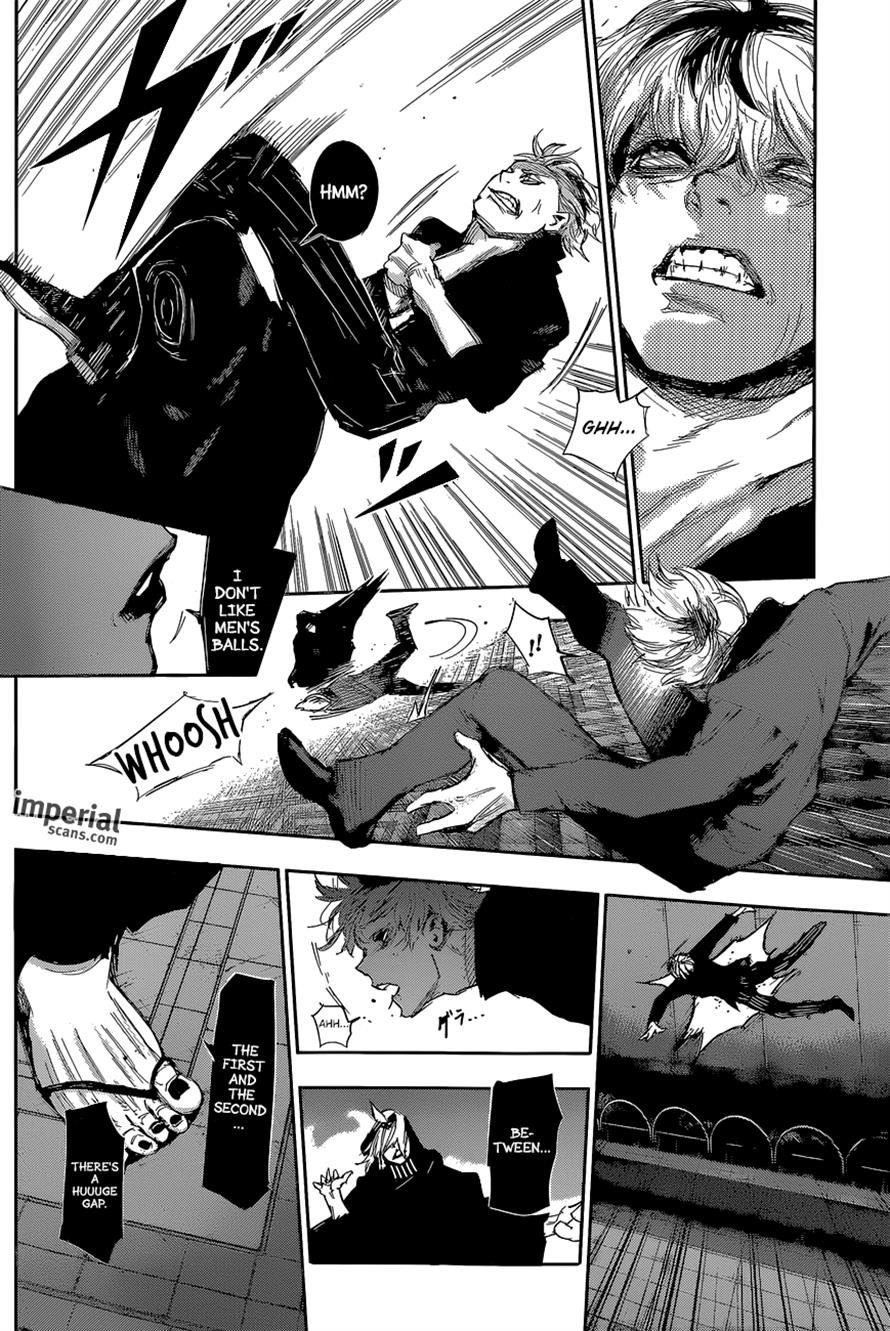 GHH...
HMM?
!!
I
DON'T
LIKE
MEN'S
BALLS.
WHOOSH
imperial
scans.com
AHH...
グラ...
BE-
TWEEN...
THE
FIRST
AND THE
SECOND
...
THERE'S
A
HUUUGE
GAP.